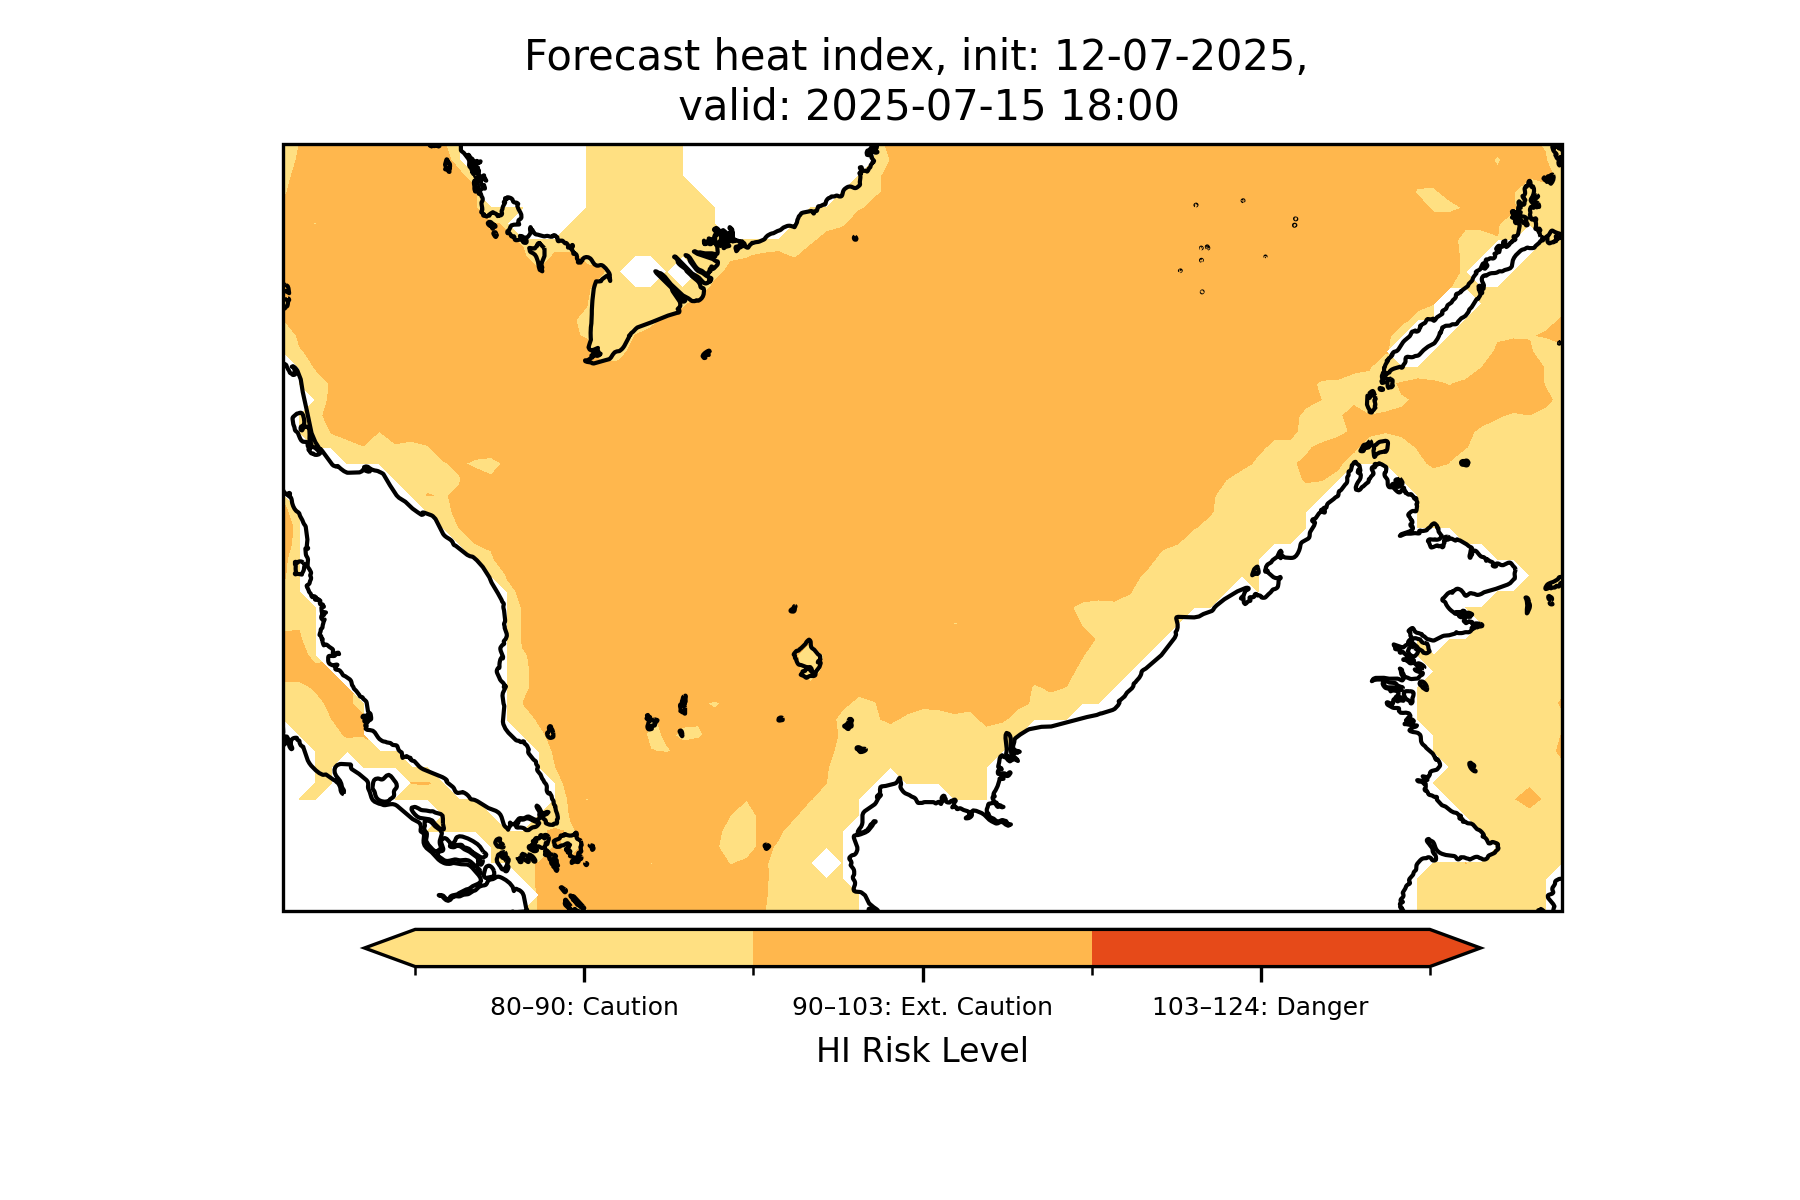 Forecast heat index, init: 12-07-2025,
valid: 2025-07-15 18:00
80–90: Caution
90–103: Ext. Caution
103–124: Danger
HI Risk Level